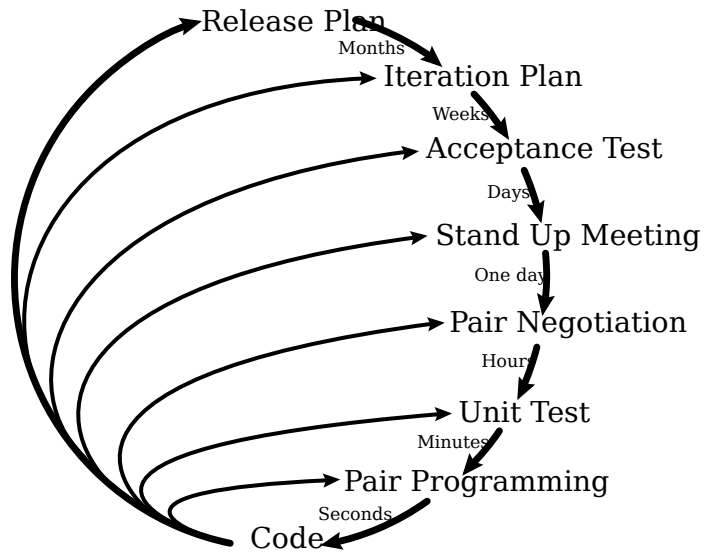 Release Plan
Months
Iteration Plan
Weeks
Acceptance Test
Days
Stand Up Meeting
One day
Pair Negotiation
Hours
Unit Test
Minutes
Pair Programming
Seconds
Code